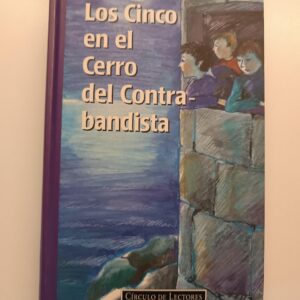 Los Cinco
en el
Cerro
del Contra-
bandista
CÍRCULO DE LECTORES